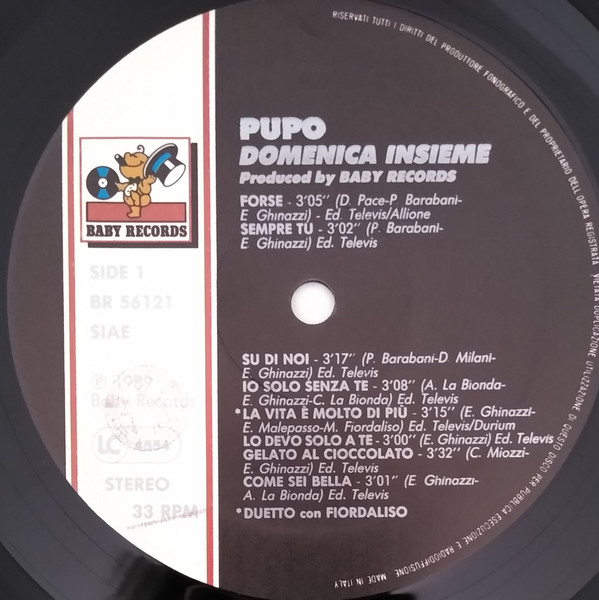 RISERVATI TUTTI I DIRITTI DEL PRODUTTORE FONOGRAFICO E DEL PROPRIETARIO DELL'OPERA REGISTRATA VIETATA DUPLICAZIONE UTILIZZAZIONE DI QUESTO DISCO PER PUBBLICA ESECUZIONE E RADIODIFFUSIONE. MADE IN ITALY
PUPO
DOMENICA INSIEME
Produced by BABY RECORDS
FORSE - 3'05" (D. Pace-P Barabani-
E Ghinazzi) - Ed. Televis/Allione
SEMPRE TÙ - 3'02" (P. Barabani-
E Ghinazzi) Ed. Televis
BABY RECORDS
SIDE 1
BR 56121
SIAE
℗ 1989
Baby Records
LC 4554
STEREO
33 RPM
SU DI NOI - 3'17" (P. Barabani-D Milani-
E. Ghinazzi) Ed. Televis
IO SOLO SENZA TE - 3'08" (A. La Bionda-
E. Ghinazzi-C. La Bionda) Ed. Televis
*LA VITA È MOLTO DI PIÙ - 3'15" (E. Ghinazzi-
E. Malepasso-M. Fiordaliso) Ed. Televis/Durium
LO DEVO SOLO A TE - 3'00" (E. Ghinazzi) Ed. Televis
GELATO AL CIOCCOLATO - 3'32" (C. Miozzi-
E. Ghinazzi) Ed. Televis
COME SEI BELLA - 3'01" (E Ghinazzi-
A. La Bionda) Ed. Televis
*DUETTO con FIORDALISO